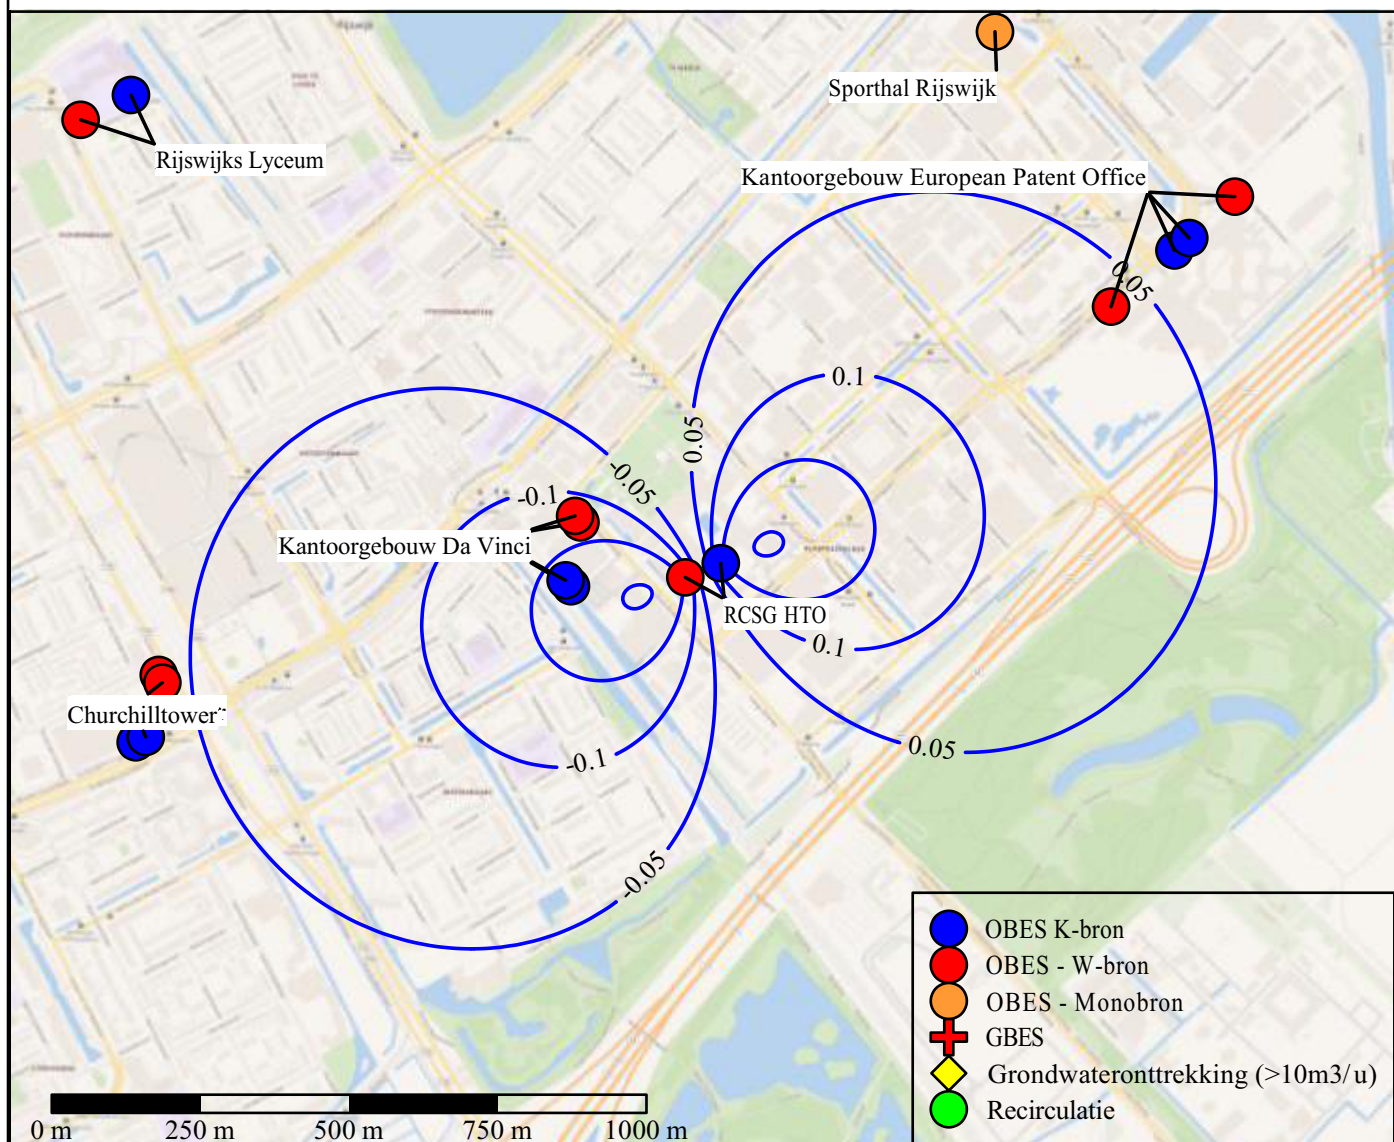 Sporthal Rijswijk
Rijswijks Lyceum
Kantoorgebouw European Patent Office
0.05
0.1
0.05
-0.05
-0.1
Kantoorgebouw Da Vinci
RCSG HTO
0.1
Churchilltower
0.05
-0.1
-0.05
OBES K-bron
OBES - W-bron
OBES - Monobron
GBES
Grondwateronttrekking (>10m3/u)
Recirculatie
0 m 250 m 500 m 750 m 1000 m